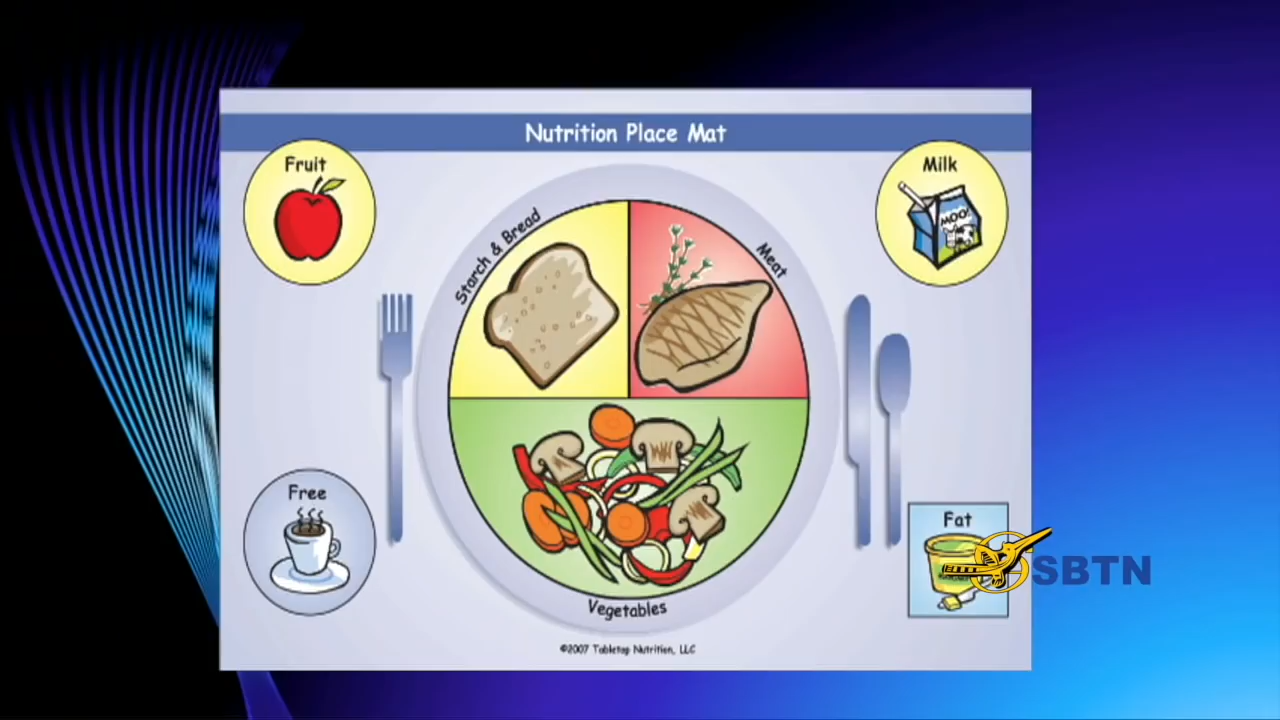 Nutrition Place Mat
Fruit
Milk
MOO!
Starch & Bread
Meat
Free
Fat
Vegetables
©2007 Tabletop Nutrition, LLC
SBTN